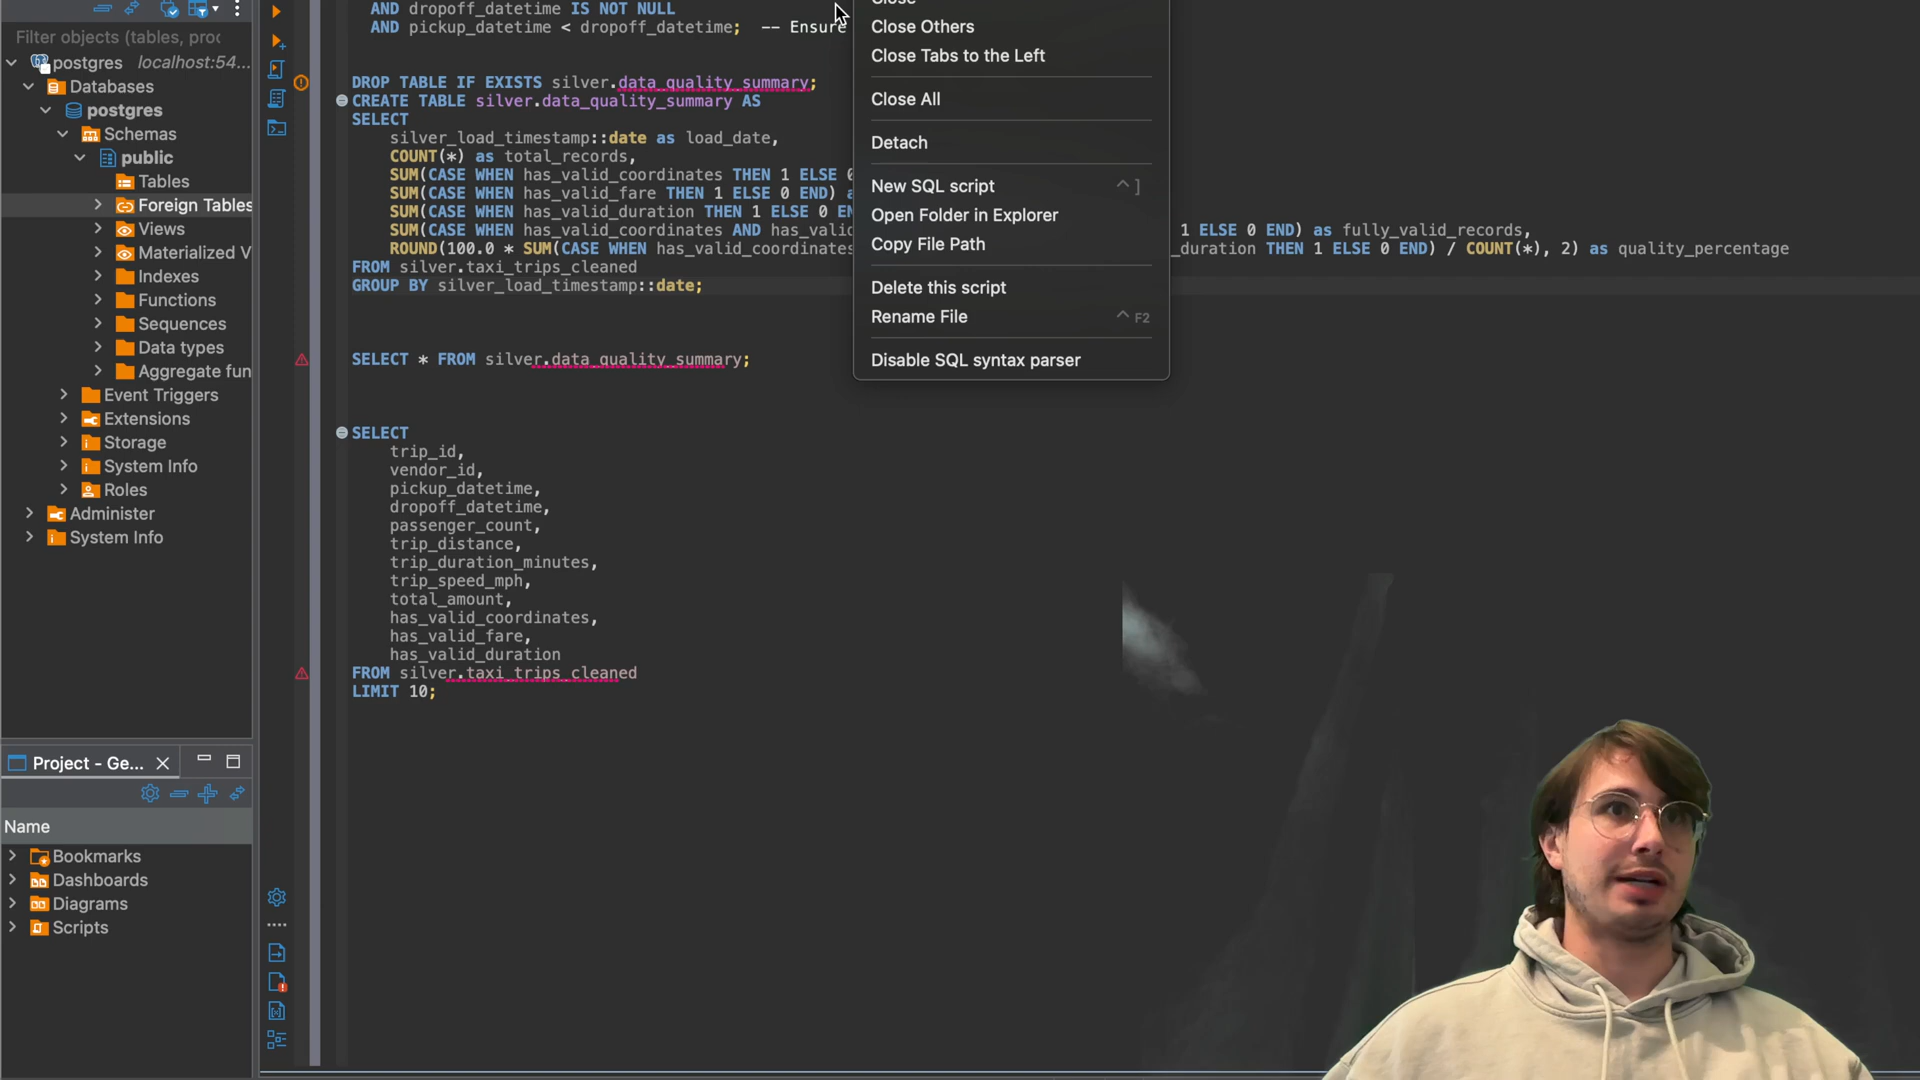 Filter objects (tables, proc
postgres localhost:54...
Databases
postgres
Schemas
public
Tables
Foreign Tables
Views
Materialized V
Indexes
Functions
Sequences
Data types
Aggregate fun
Event Triggers
Extensions
Storage
System Info
Roles
Administer
System Info
Project - Ge...
Name
Bookmarks
Dashboards
Diagrams
Scripts
AND dropoff_datetime IS NOT NULL
AND pickup_datetime < dropoff_datetime; -- Ensure
DROP TABLE IF EXISTS silver.data_quality_summary;
CREATE TABLE silver.data_quality_summary AS
SELECT
silver_load_timestamp::date as load_date,
COUNT(*) as total_records,
SUM(CASE WHEN has_valid_coordinates THEN 1 ELSE 0
SUM(CASE WHEN has_valid_fare THEN 1 ELSE 0 END) a
SUM(CASE WHEN has_valid_duration THEN 1 ELSE 0 EN
SUM(CASE WHEN has_valid_coordinates AND has_valid 1 ELSE 0 END) as fully_valid_records,
ROUND(100.0 * SUM(CASE WHEN has_valid_coordinates _duration THEN 1 ELSE 0 END) / COUNT(*), 2) as quality_percentage
FROM silver.taxi_trips_cleaned
GROUP BY silver_load_timestamp::date;
SELECT * FROM silver.data_quality_summary;
SELECT
trip_id,
vendor_id,
pickup_datetime,
dropoff_datetime,
passenger_count,
trip_distance,
trip_duration_minutes,
trip_speed_mph,
total_amount,
has_valid_coordinates,
has_valid_fare,
has_valid_duration
FROM silver.taxi_trips_cleaned
LIMIT 10;
Close
Close Others
Close Tabs to the Left
Close All
Detach
New SQL script ^ ]
Open Folder in Explorer
Copy File Path
Delete this script
Rename File ^ F2
Disable SQL syntax parser